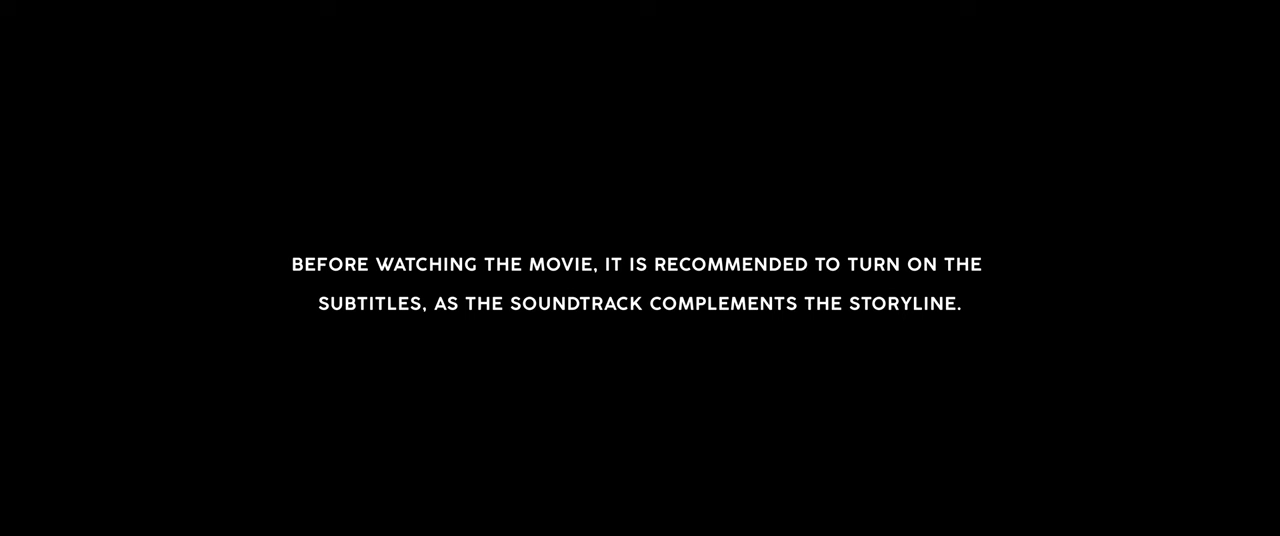 BEFORE WATCHING THE MOVIE, IT IS RECOMMENDED TO TURN ON THE
SUBTITLES, AS THE SOUNDTRACK COMPLEMENTS THE STORYLINE.